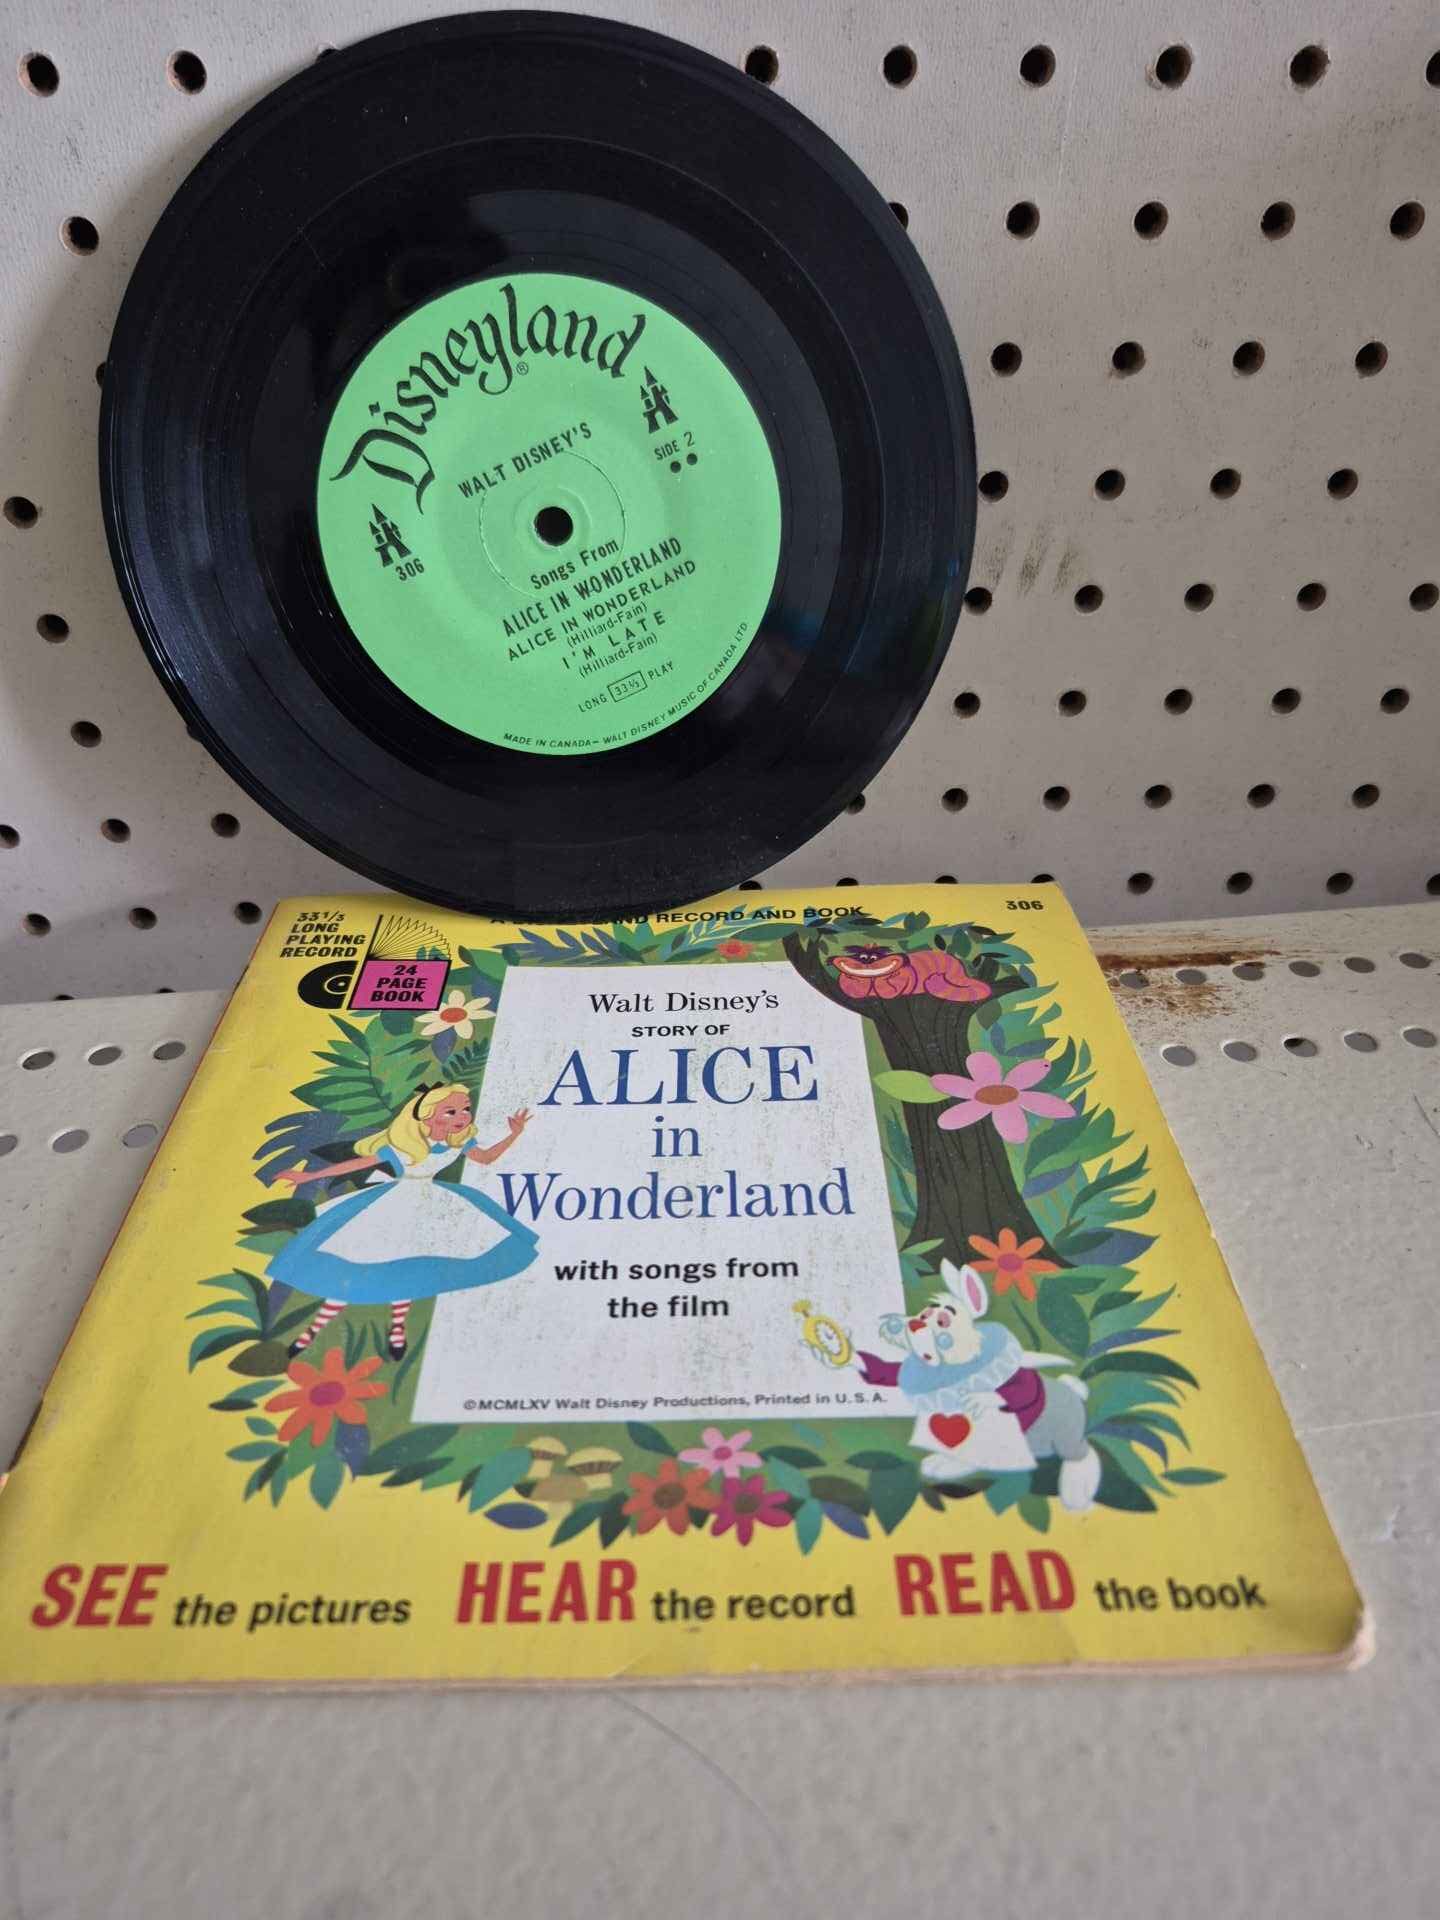 Disneyland
®
WALT DISNEY'S
SIDE 2
306
Songs From
ALICE IN WONDERLAND
ALICE IN WONDERLAND
(Hilliard-Fain)
I'M LATE
(Hilliard-Fain)
LONG 33⅓ PLAY
MADE IN CANADA – WALT DISNEY MUSIC OF CANADA LTD
33 1/3
LONG
PLAYING
RECORD
24
PAGE
BOOK
RECORD AND BOOK
306
Walt Disney's
STORY OF
ALICE
in
Wonderland
with songs from
the film
©MCMLXV Walt Disney Productions, Printed in U.S.A.
SEE the pictures HEAR the record READ the book